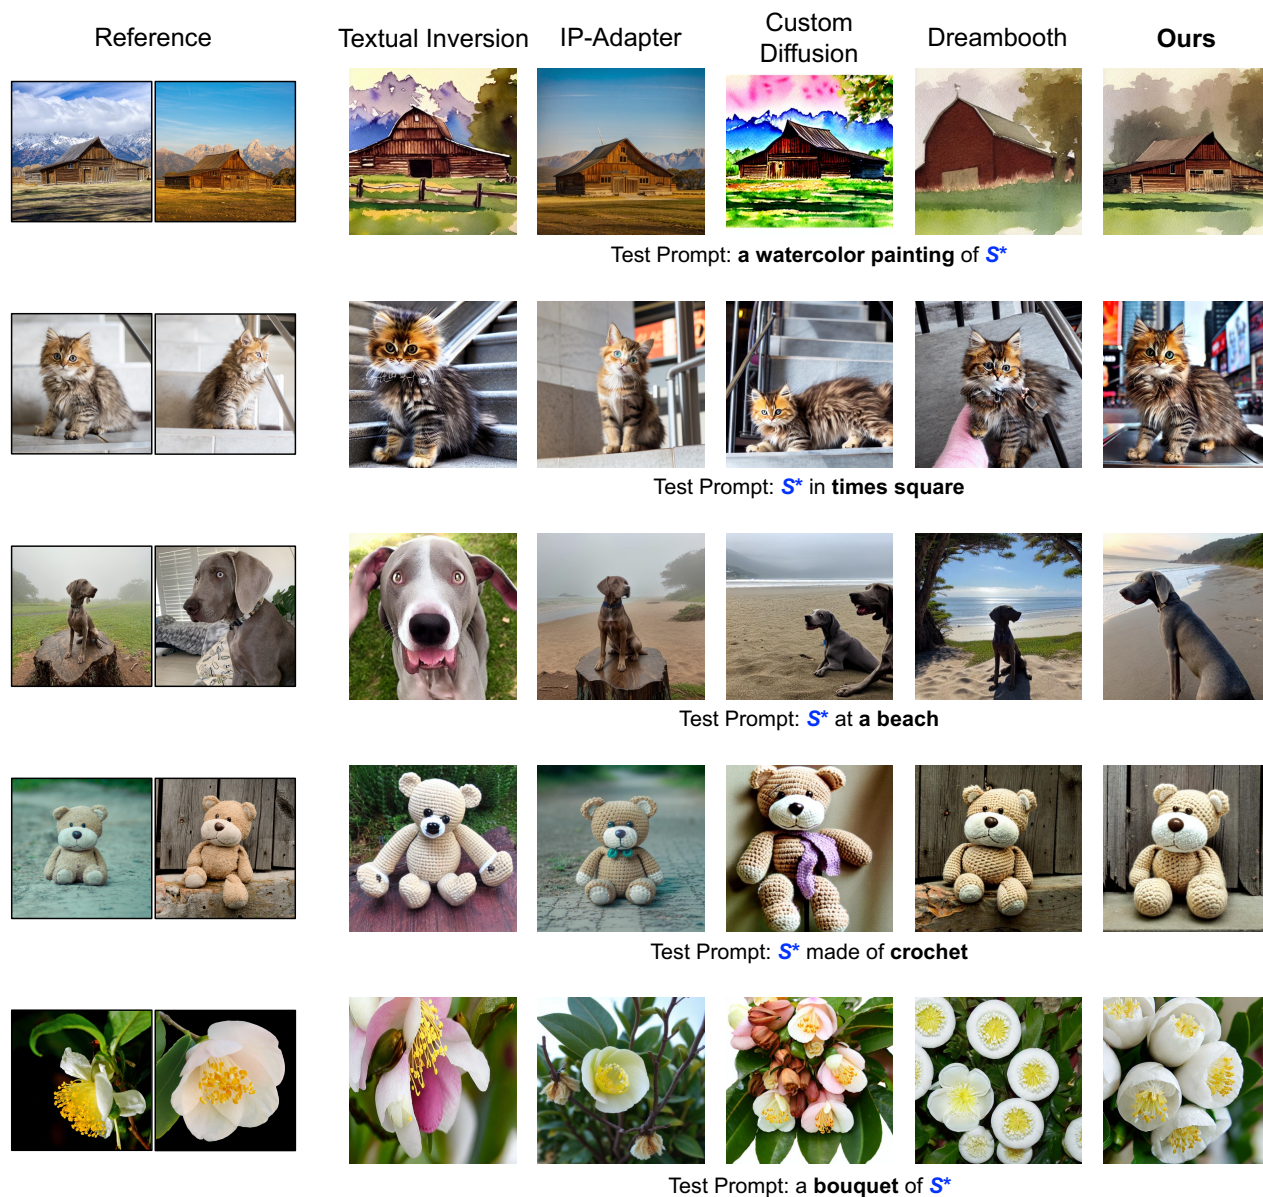 Reference
Textual Inversion
IP-Adapter
Custom
Diffusion
Dreambooth
Ours
Test Prompt: a watercolor painting of S*
Test Prompt: S* in times square
Test Prompt: S* at a beach
Test Prompt: S* made of crochet
Test Prompt: a bouquet of S*